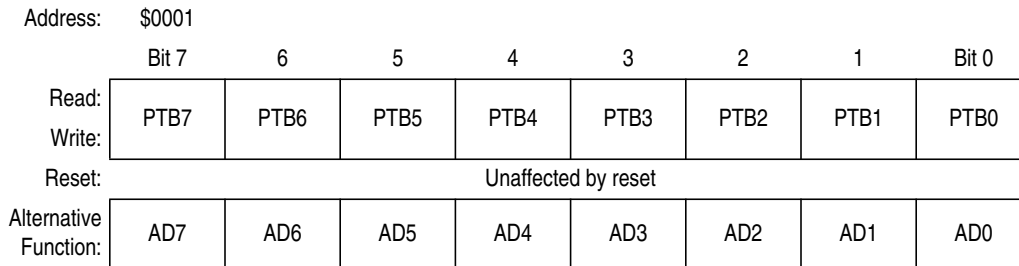 Address: $0001
Bit 7 6 5 4 3 2 1 Bit 0
Read:
PTB7 PTB6 PTB5 PTB4 PTB3 PTB2 PTB1 PTB0
Write:
Reset: Unaffected by reset
Alternative
Function:
AD7 AD6 AD5 AD4 AD3 AD2 AD1 AD0